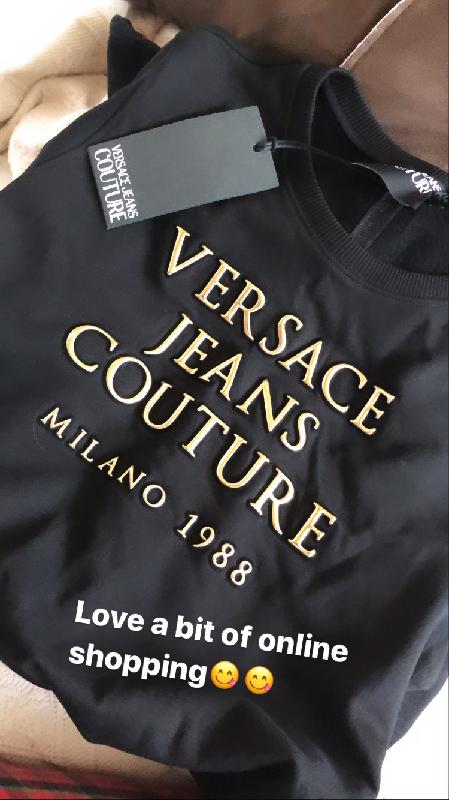 VERSACE JEANS
COUTURE
VERSACE
JEANS
COUTURE
MILANO 1988
Love a bit of online
shopping😋😋